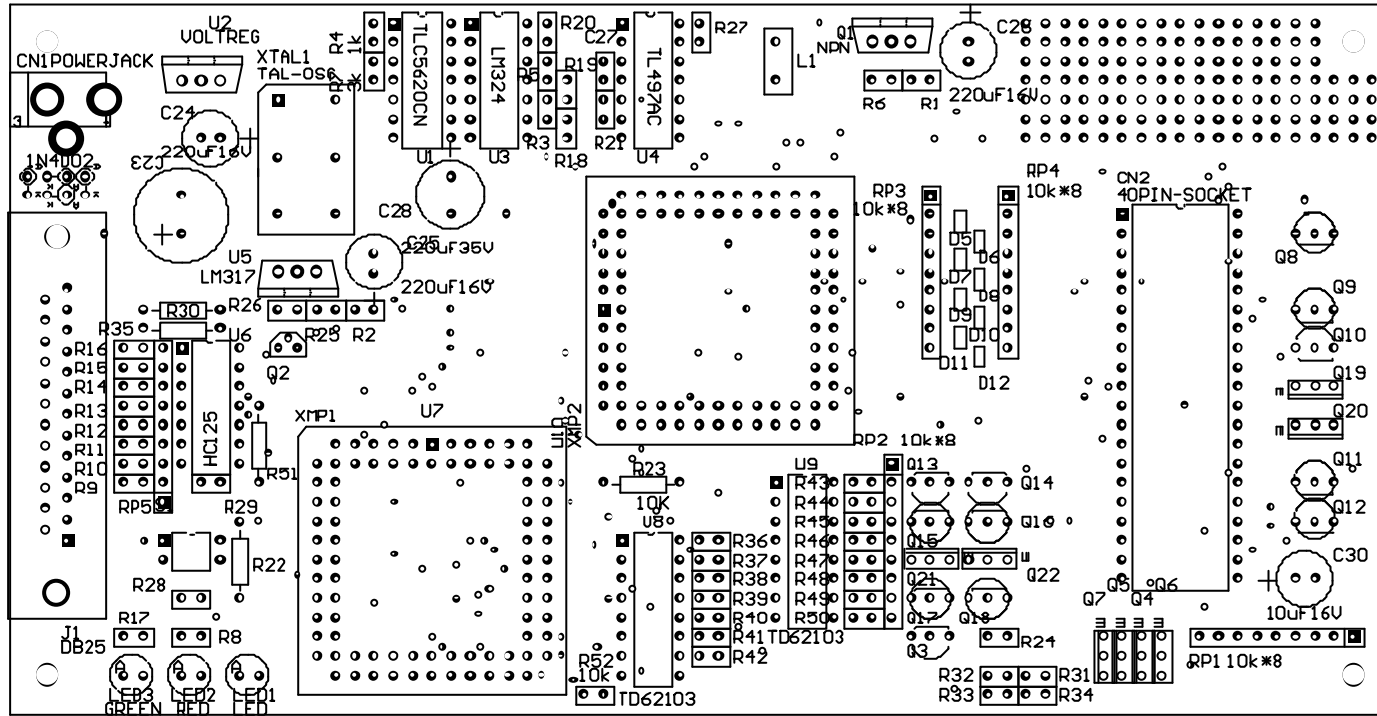 U2
VOLTREG
CN1POWERJACK
XTAL1
TAL-OSC
R4
1k
3k
TLC5620CN
U1
LM324
U3
R20
R19
R3
R18
C27
R21
TL497AC
U4
R27
L1
Q1
NPN
C28
R6
R1
220uF16V
3
C24
220uF16V
1N4002
C23
C28
220uF35V
C25
220uF16V
U5
LM317
R26
R30
R35
U6
R25
R2
Q2
R16
R15
R14
R13
R12
R11
R10
R9
HC125
RP5
R51
R29
R22
R28
R17
R8
J1
DB25
A
A
A
LED3
GREEN
LED2
RED
LED1
LED
XMP1
U7
XMP2
R23
10K
U8
R36
R37
R38
R39
R40
R41
R42
R52
10k
TD62103
RP3
10k*8
RP4
10k*8
D5
D6
D7
D8
D9
D10
D11
D12
RP2 10k*8
U9
R43
R44
R45
R46
R47
R48
R49
R50
TD62103
Q13
Q14
Q15
Q16
Q21
Q22
Q17
Q18
Q3
R24
R32
R31
R33
R34
CN2
40PIN-SOCKET
Q8
Q9
Q10
Q19
E
Q20
E
Q11
Q12
C30
10uF16V
Q5
Q6
Q7
Q4
E
E
E
E
RP1 10k*8